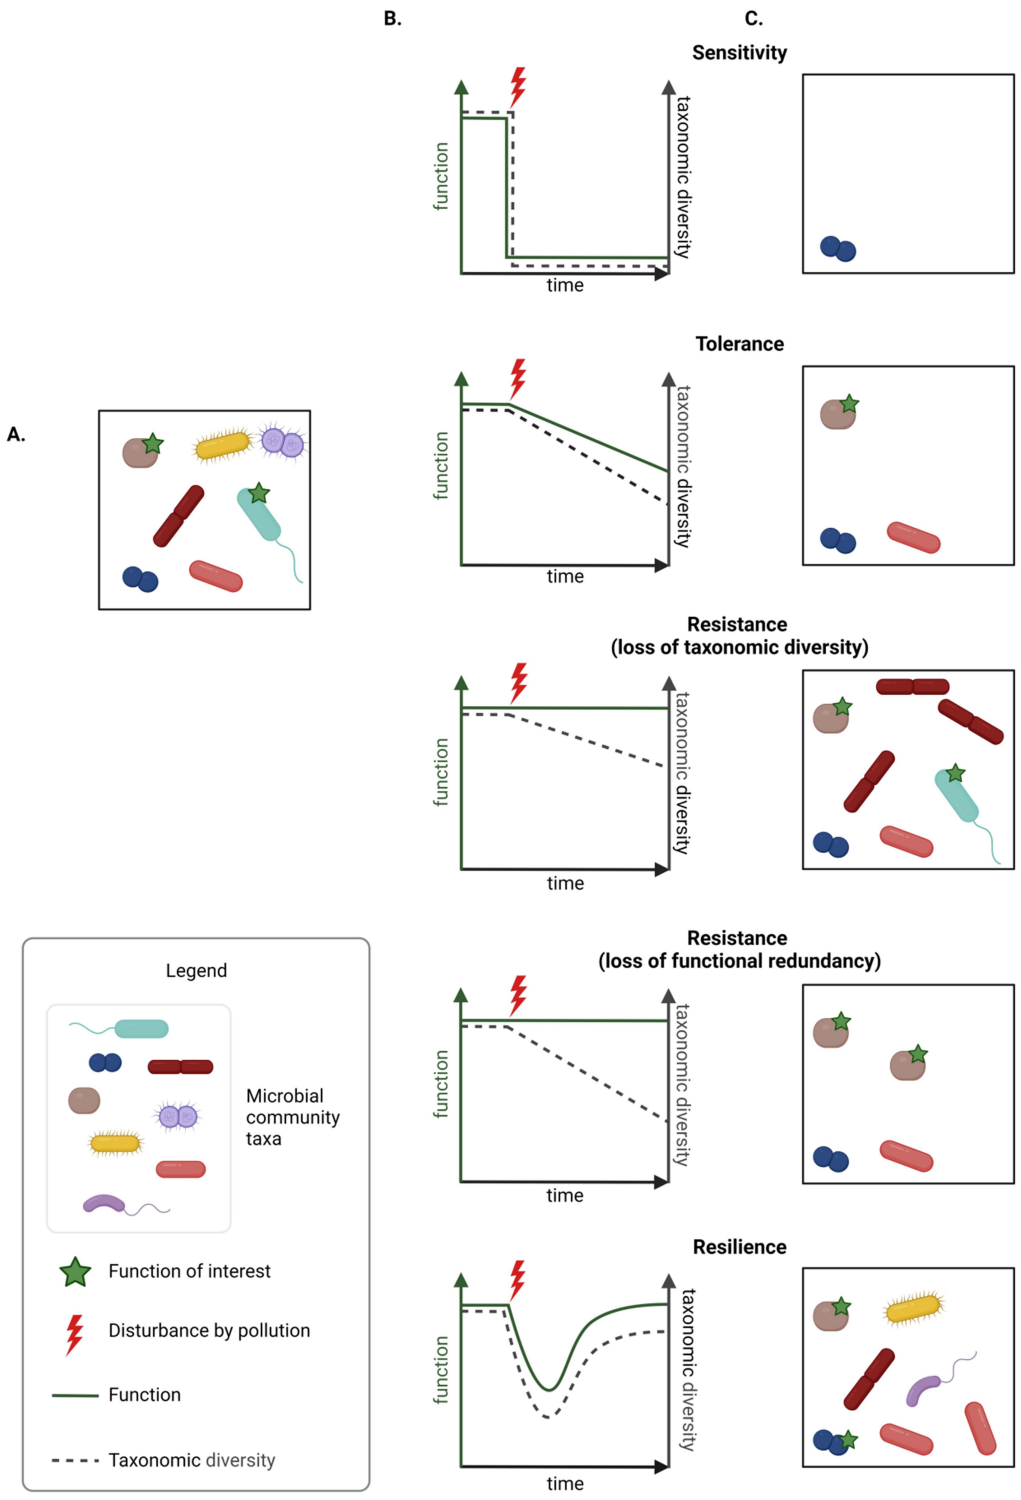 B.
C.
Sensitivity
function
taxonomic diversity
time
Tolerance
function
taxonomic diversity
time
A.
Resistance
(loss of taxonomic diversity)
function
taxonomic diversity
time
Resistance
(loss of functional redundancy)
function
taxonomic diversity
time
Legend
Microbial
community
taxa
Function of interest
Disturbance by pollution
Function
Taxonomic diversity
Resilience
function
taxonomic diversity
time